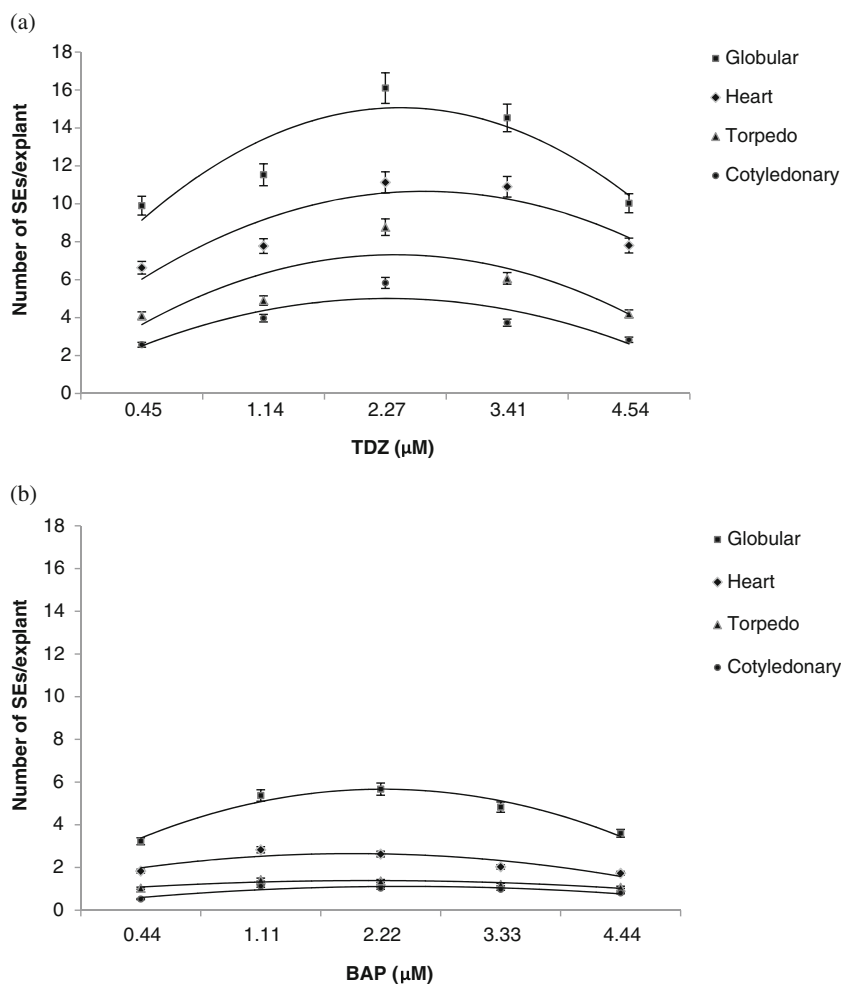 (a)
18
16
14
12
10
8
6
4
2
0
Number of SEs/explant
0.45 1.14 2.27 3.41 4.54
TDZ (µM)
Globular
Heart
Torpedo
Cotyledonary
(b)
18
16
14
12
10
8
6
4
2
0
Number of SEs/explant
0.44 1.11 2.22 3.33 4.44
BAP (µM)
Globular
Heart
Torpedo
Cotyledonary